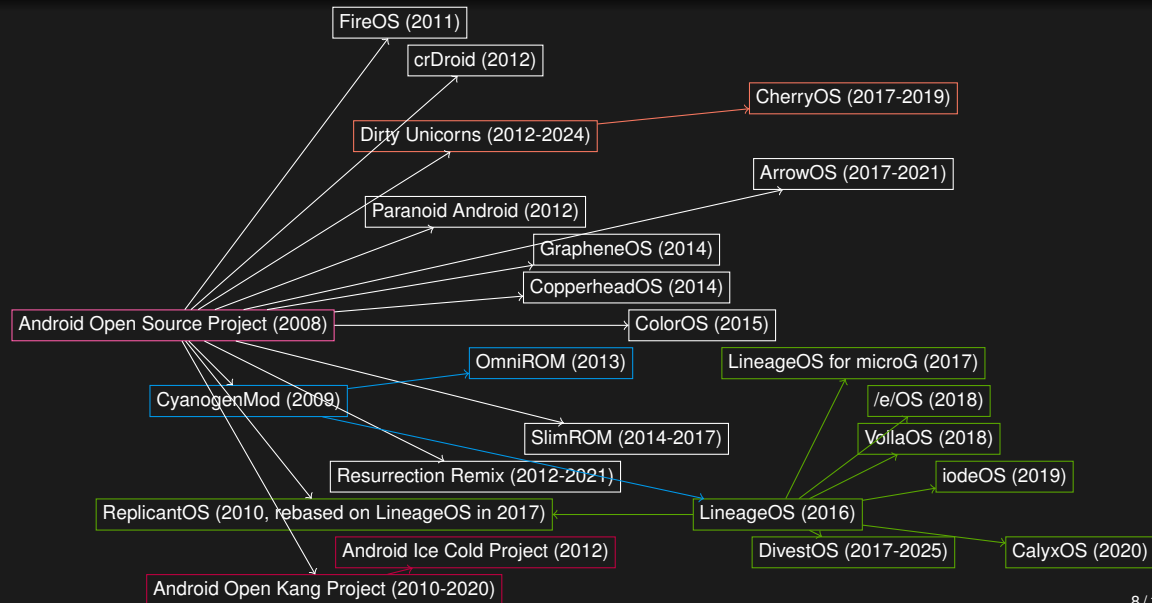 FireOS (2011)
crDroid (2012)
CherryOS (2017-2019)
Dirty Unicorns (2012-2024)
ArrowOS (2017-2021)
Paranoid Android (2012)
GrapheneOS (2014)
CopperheadOS (2014)
Android Open Source Project (2008)
ColorOS (2015)
OmniROM (2013)
LineageOS for microG (2017)
CyanogenMod (2009)
/e/OS (2018)
SlimROM (2014-2017)
VollaOS (2018)
Resurrection Remix (2012-2021)
iodeOS (2019)
ReplicantOS (2010, rebased on LineageOS in 2017)
LineageOS (2016)
Android Ice Cold Project (2012)
DivestOS (2017-2025)
CalyxOS (2020)
Android Open Kang Project (2010-2020)
8 /